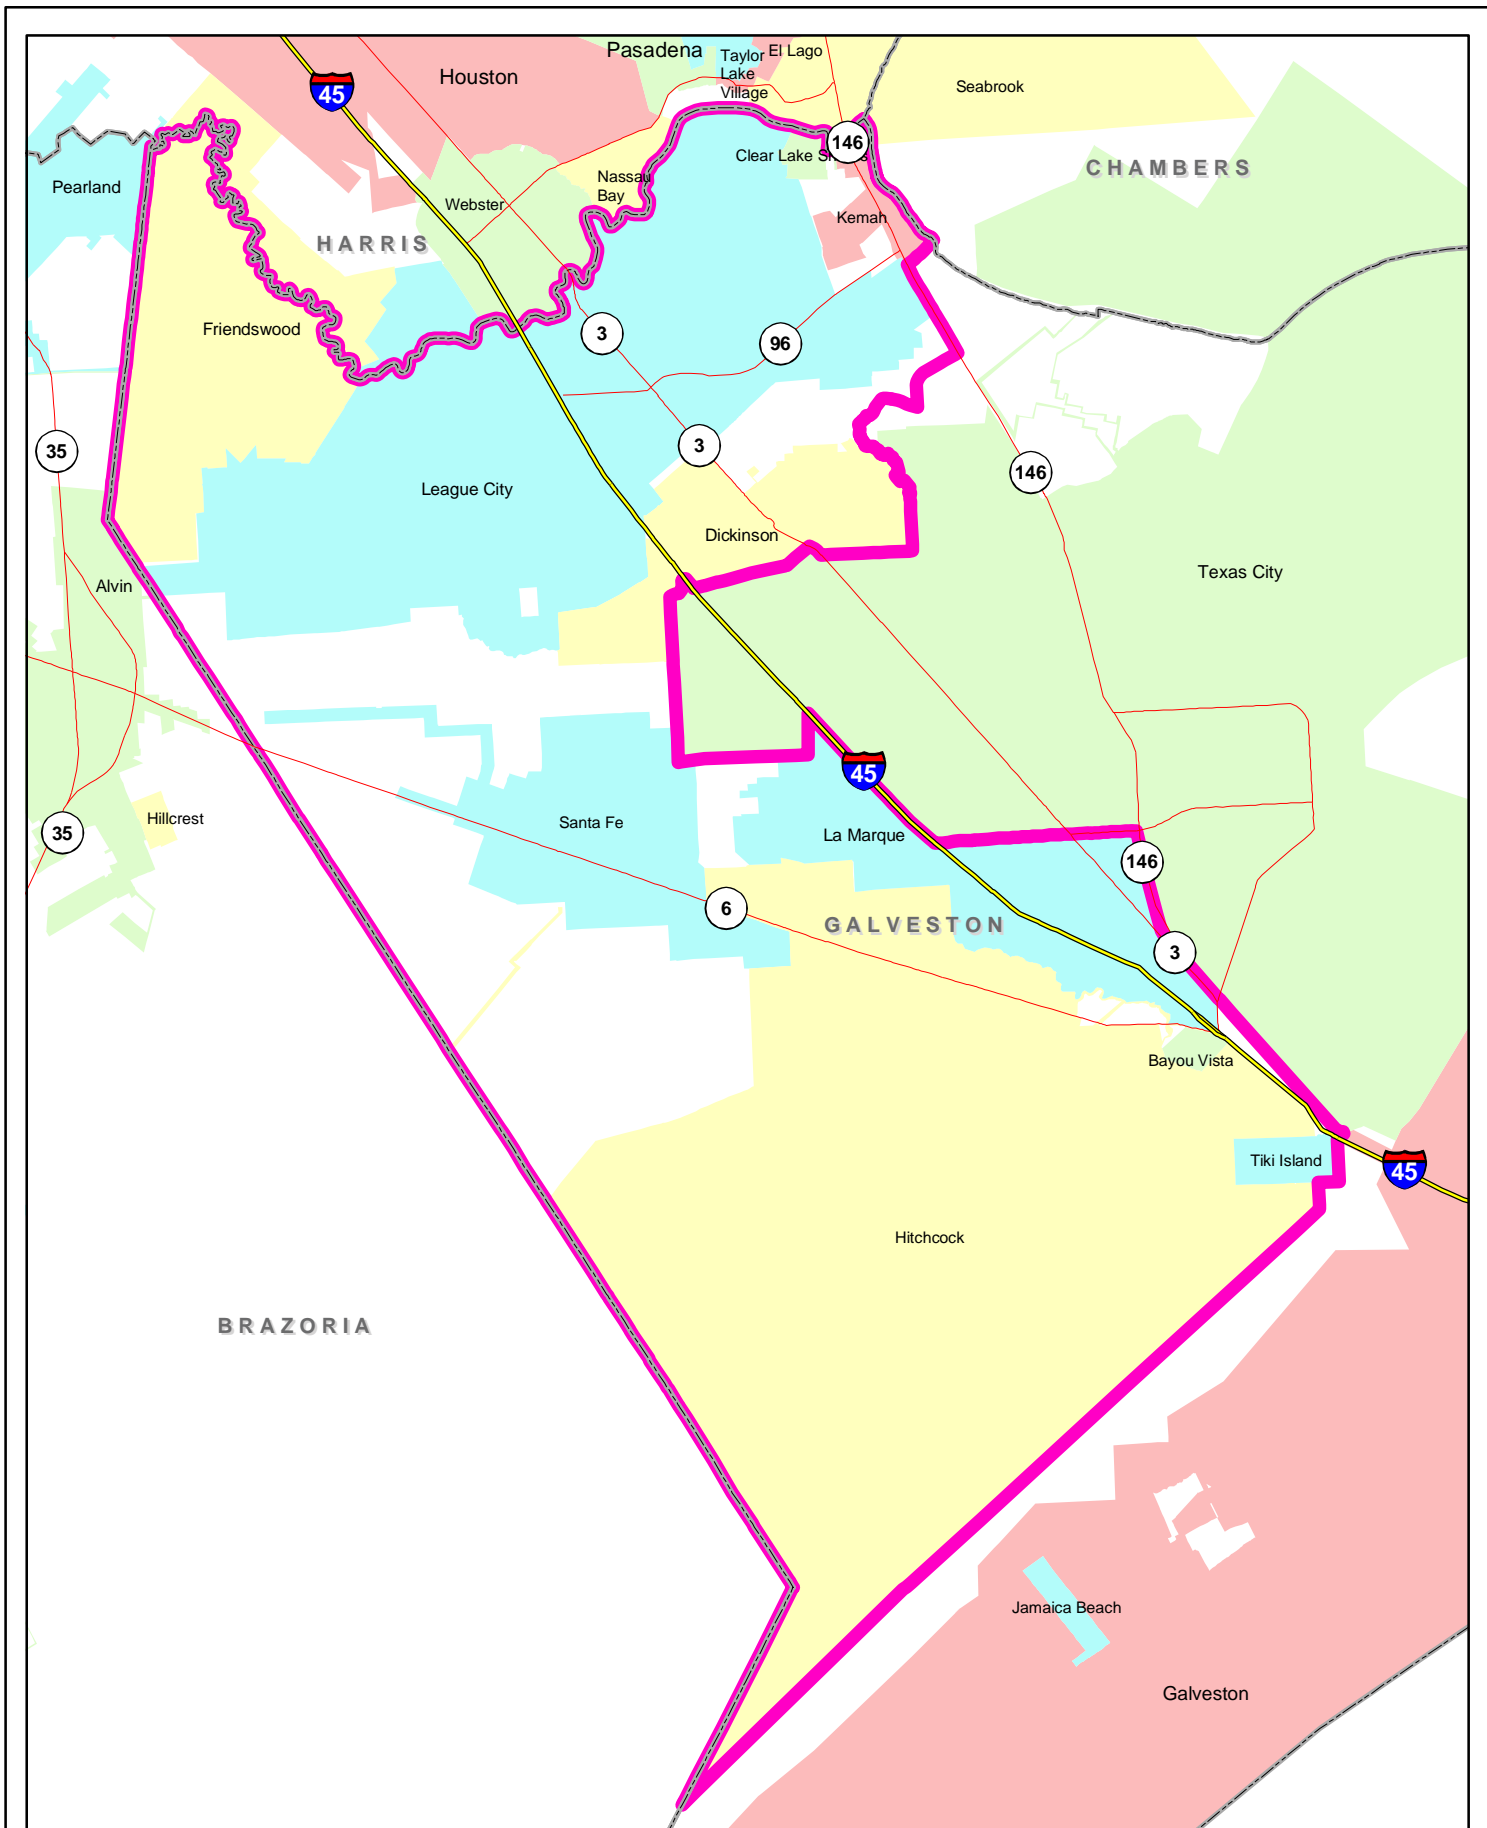 Pasadena
Taylor
Lake
Village
El Lago
Houston
45
Seabrook
146
Clear Lake Sh
s
CHAMBERS
Pearland
Nassau
Bay
Webster
Kemah
HARRIS
Friendswood
3
96
35
3
146
League City
Dickinson
Texas City
Alvin
45
Hillcrest
Santa Fe
La Marque
35
146
6
GALVESTON
3
Bayou Vista
Tiki Island
45
Hitchcock
BRAZORIA
Jamaica Beach
Galveston